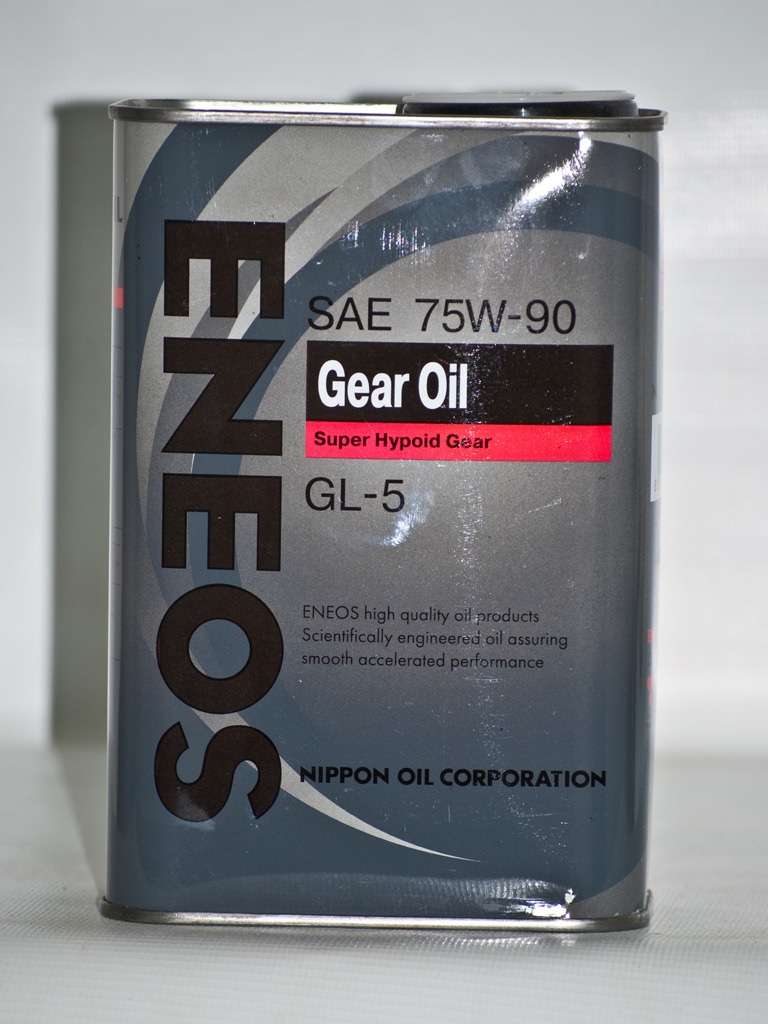 ENEOS
SAE 75W-90
Gear Oil
Super Hypoid Gear
GL-5
ENEOS high quality oil products
Scientifically engineered oil assuring
smooth accelerated performance
NIPPON OIL CORPORATION